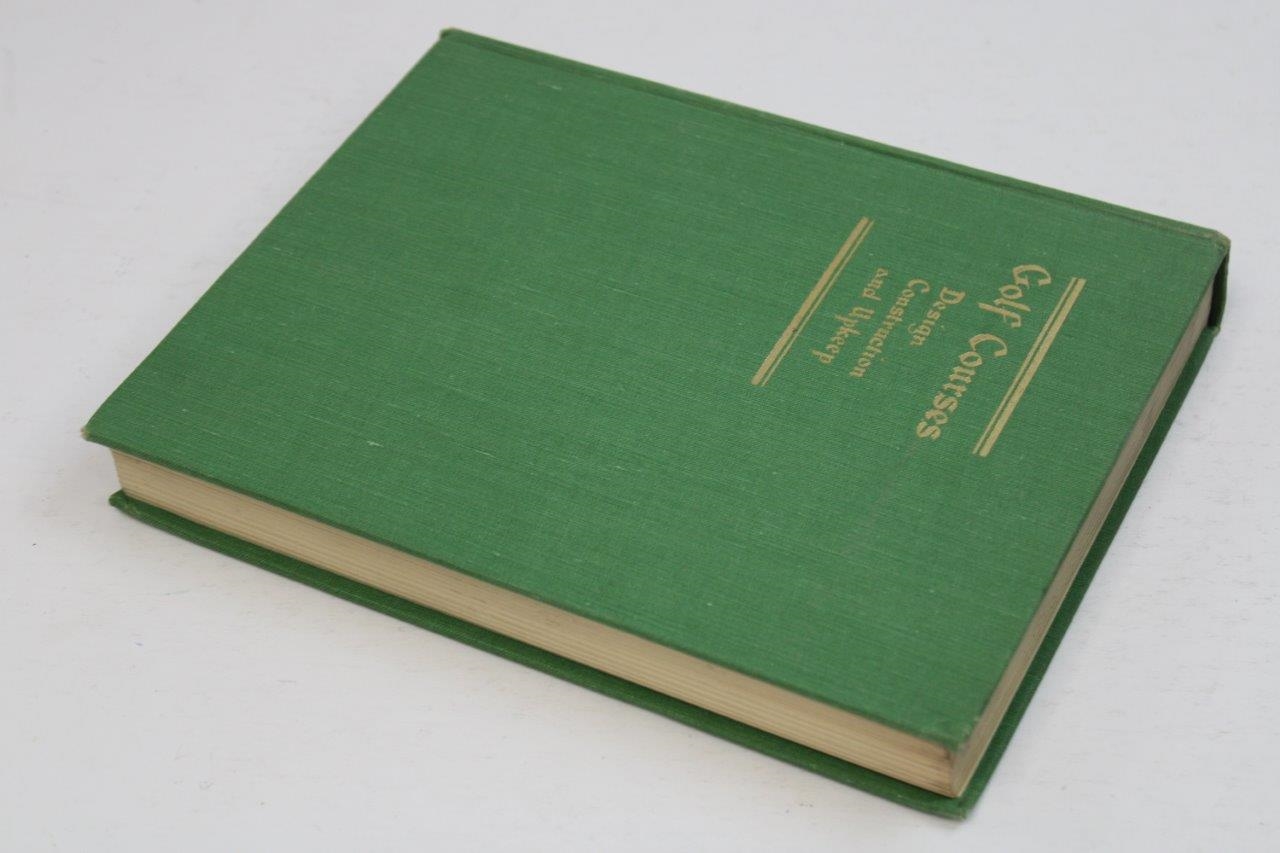 Golf Courses
Design
Construction
and Upkeep